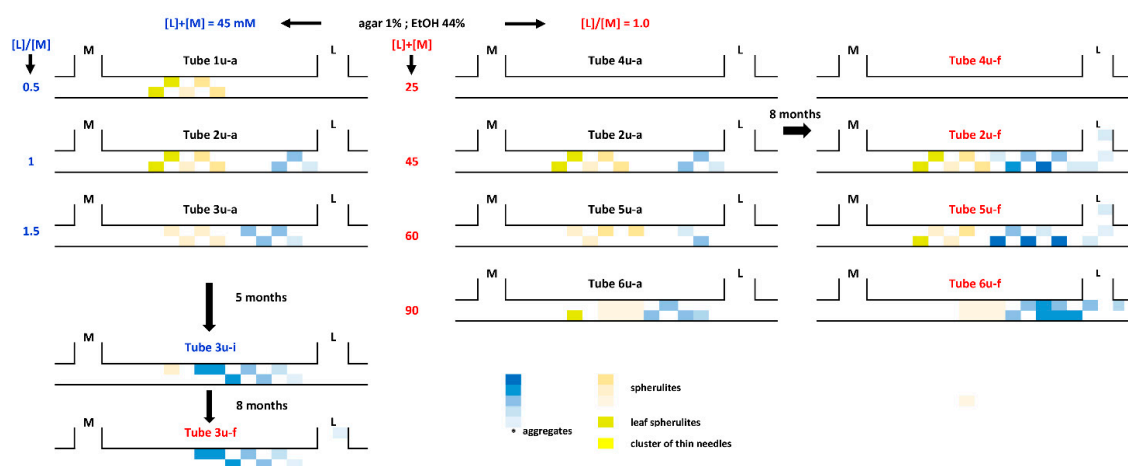 [L]+[M] = 45 mM agar 1% ; EtOH 44% [L]/[M] = 1.0
[L]/[M] [L]+[M]
M Tube 1u-a L
0.5
M Tube 2u-a L
1
M Tube 3u-a L
1.5
5 months
M Tube 3u-i L
8 months
M Tube 3u-f L
M Tube 4u-a L
25
M Tube 2u-a L
45
M Tube 5u-a L
60
M Tube 6u-a L
90
8 months
M Tube 4u-f L
M Tube 2u-f L
M Tube 5u-f L
M Tube 6u-f L
• aggregates
spherulites
leaf spherulites
cluster of thin needles